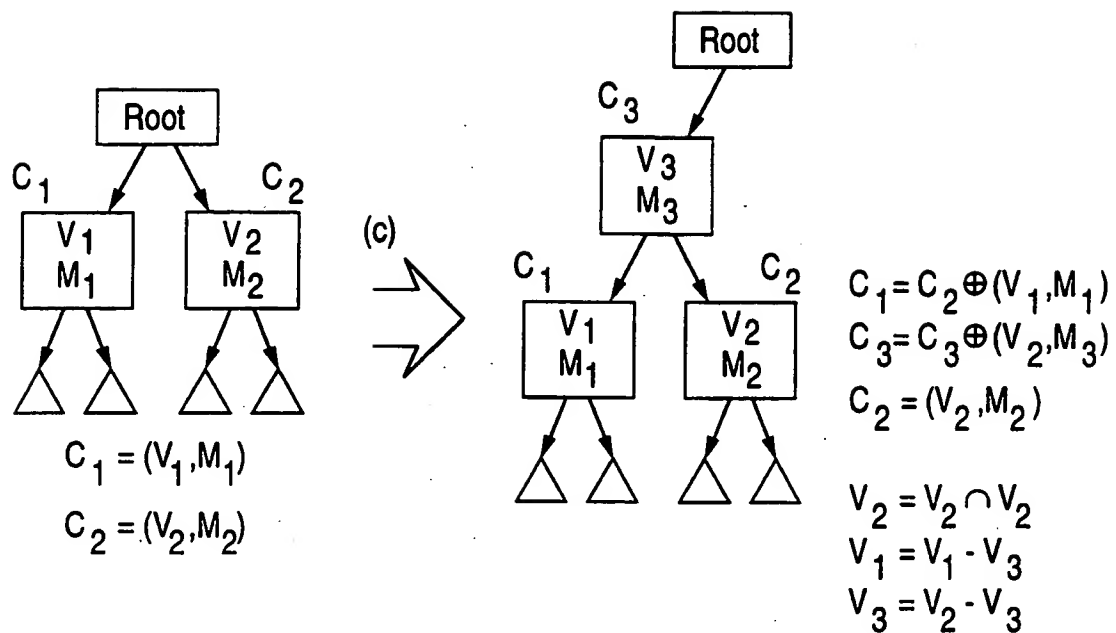 Root
C1
C2
V1
M1
V2
M2
C1 = (V1,M1)
C2 = (V2,M2)
(c)
Root
C3
V3
M3
C1
C2
V1
M1
V2
M2
C1 = C2 ⊕ (V1,M1)
C3 = C3 ⊕ (V2,M3)
C2 = (V2,M2)
V2 = V2 ∩ V2
V1 = V1 - V3
V3 = V2 - V3